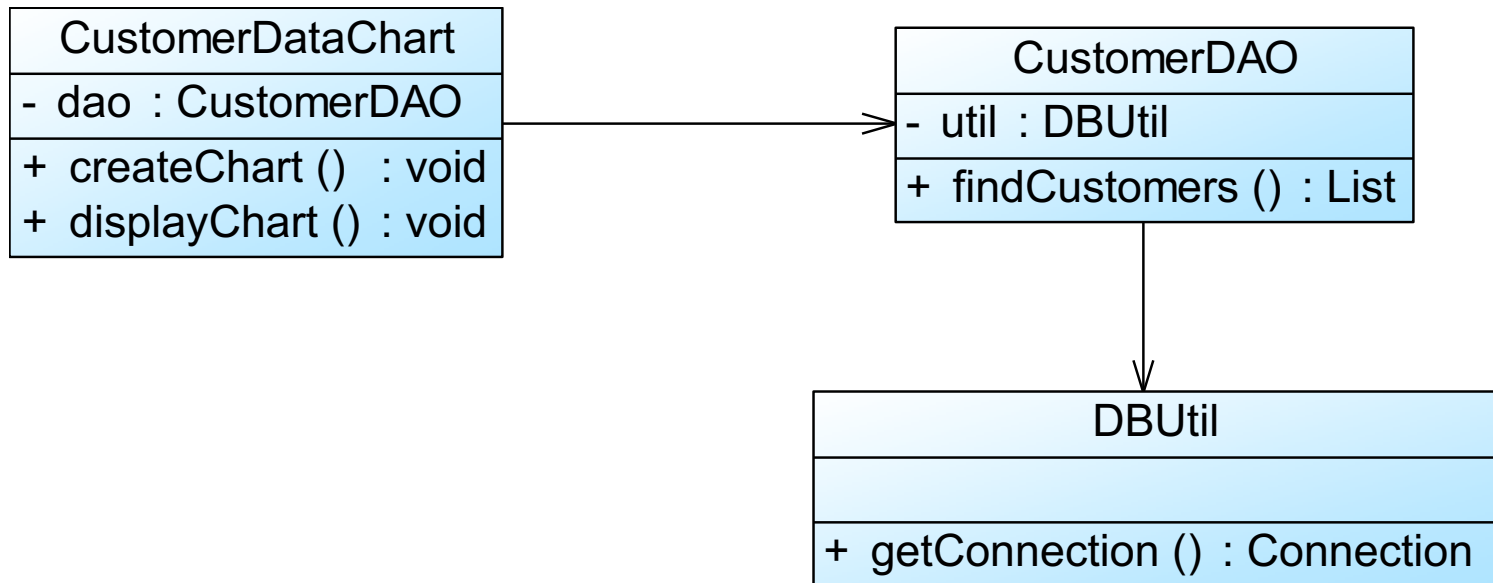 CustomerDataChart
- dao : CustomerDAO
+ createChart () : void
+ displayChart () : void
CustomerDAO
- util : DBUtil
+ findCustomers () : List
DBUtil
+ getConnection () : Connection